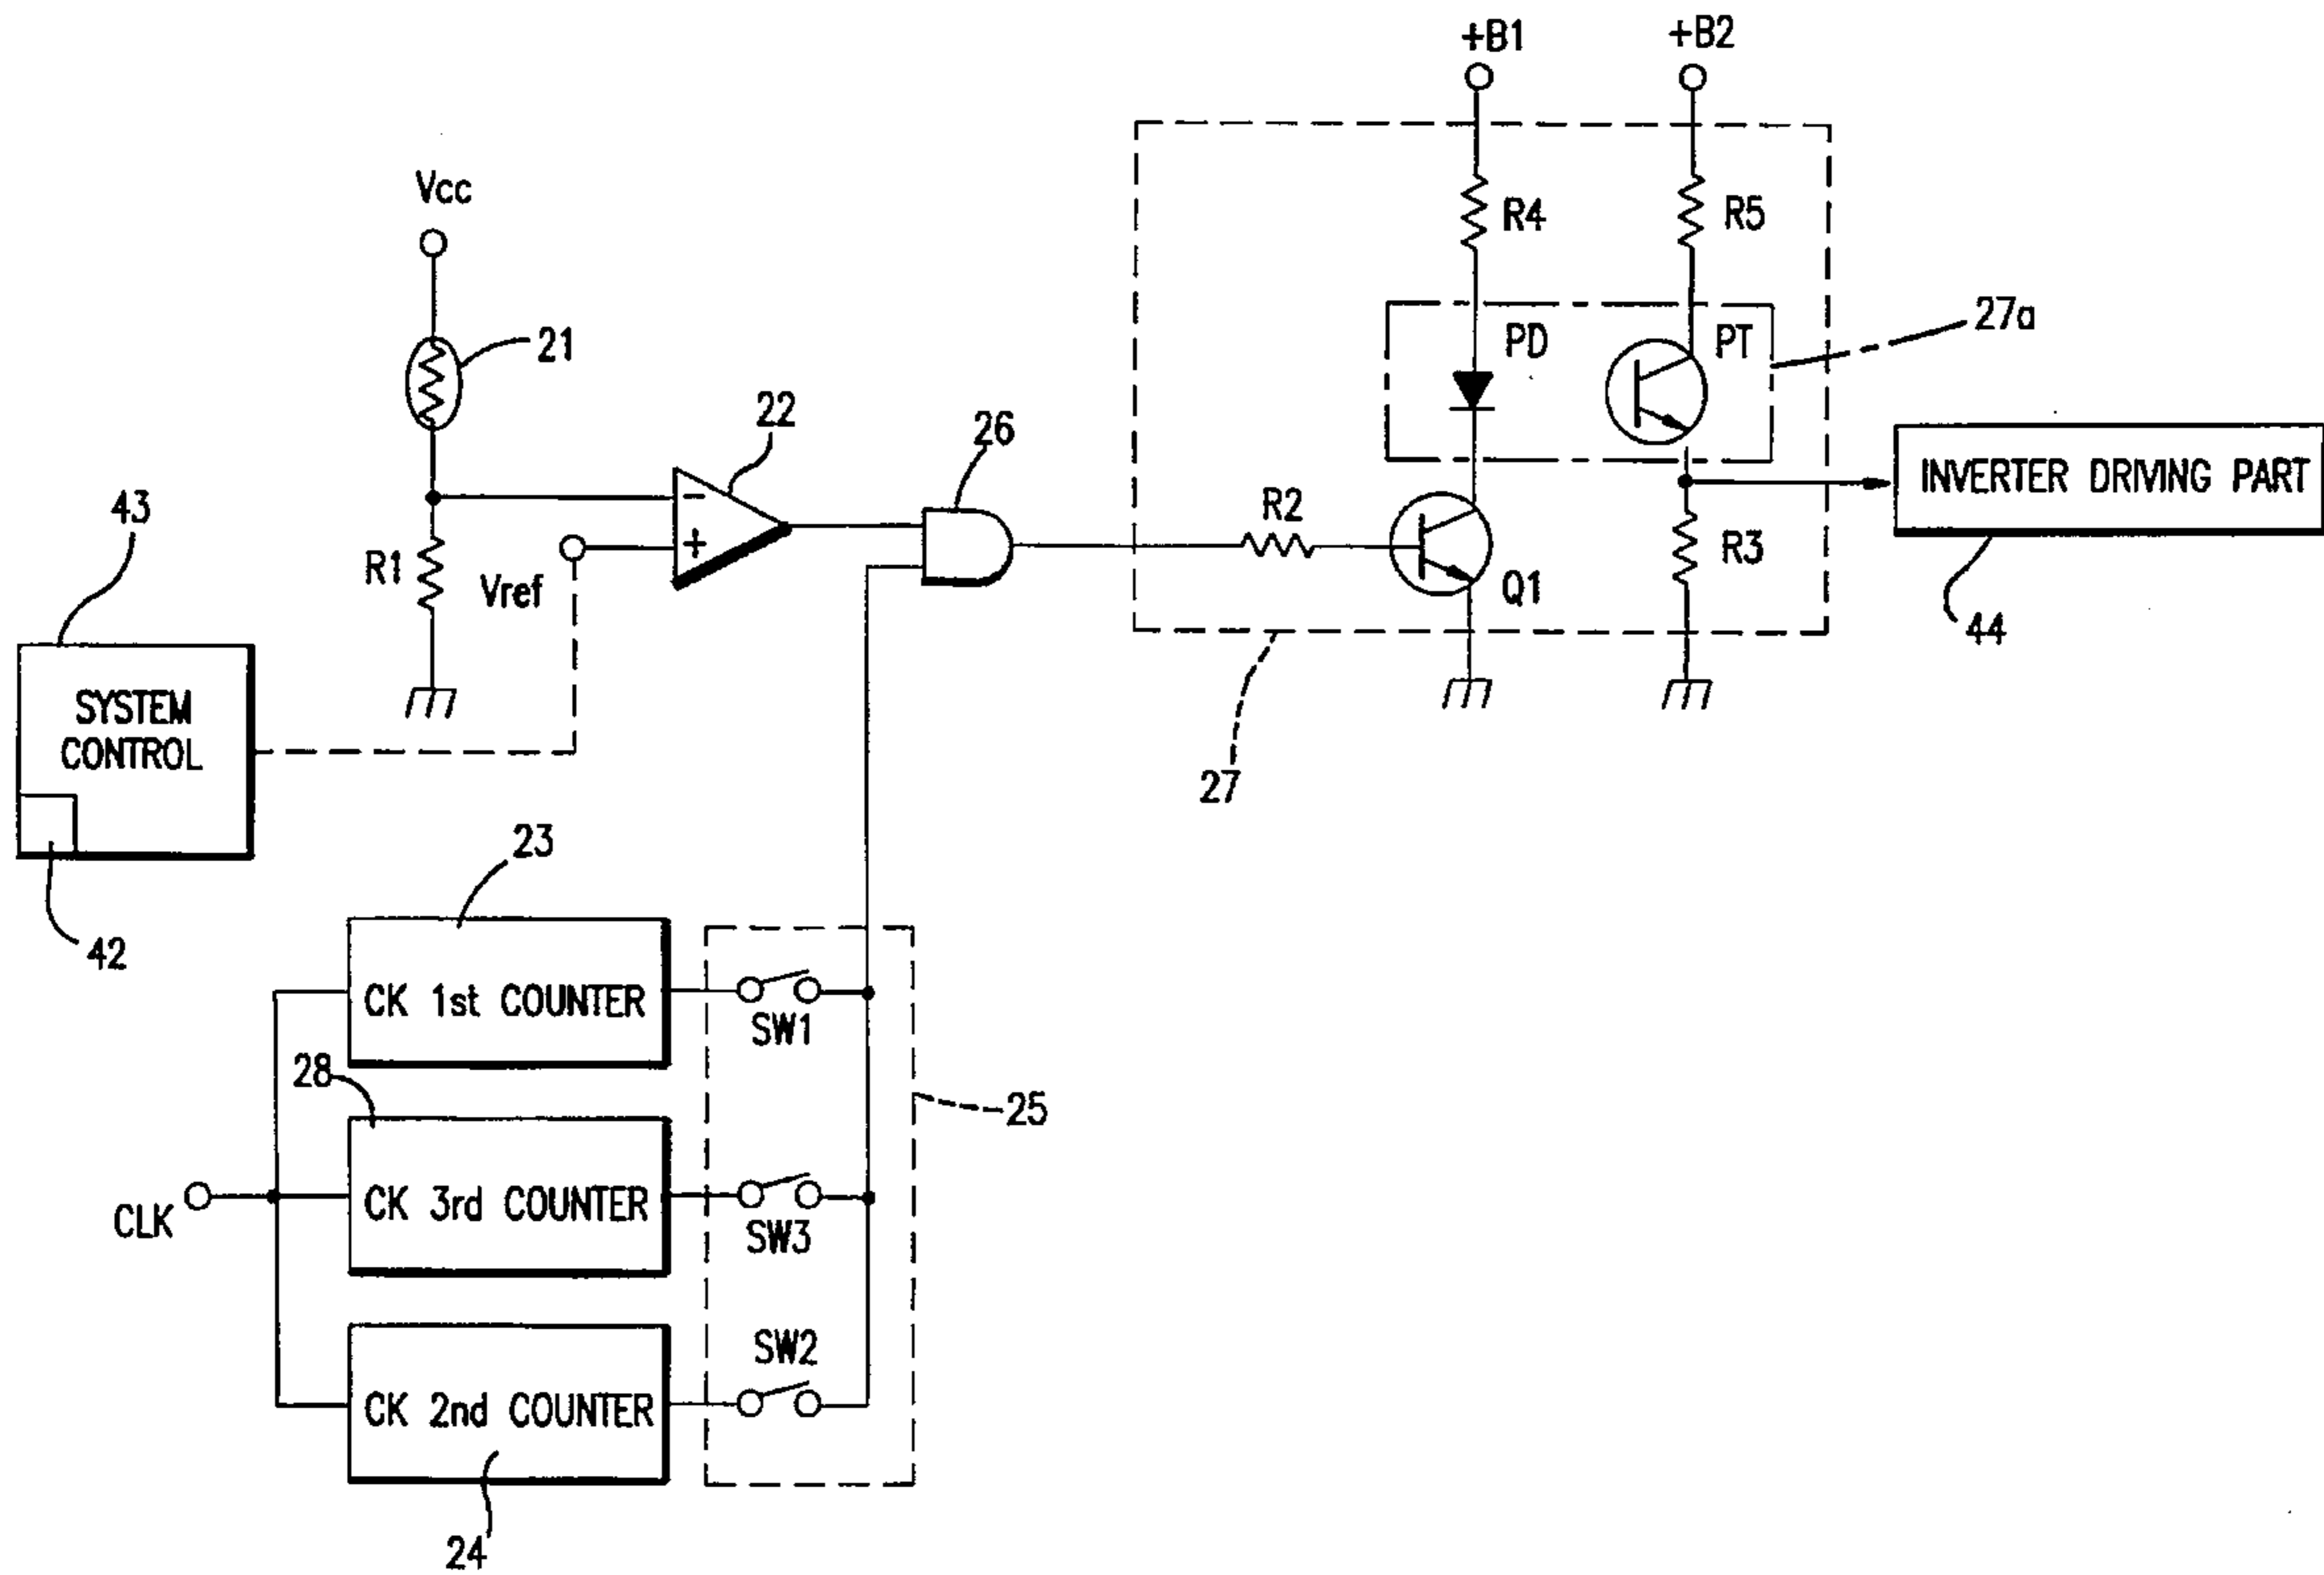 +B1
+B2
Vcc
R4
R5
21
PD
PT
27a
22
26
INVERTER DRIVING PART
43
R2
R1
Vref
Q1
R3
44
SYSTEM
CONTROL
27
23
42
CK 1st COUNTER
SW1
28
25
CLK
CK 3rd COUNTER
SW3
SW2
CK 2nd COUNTER
24